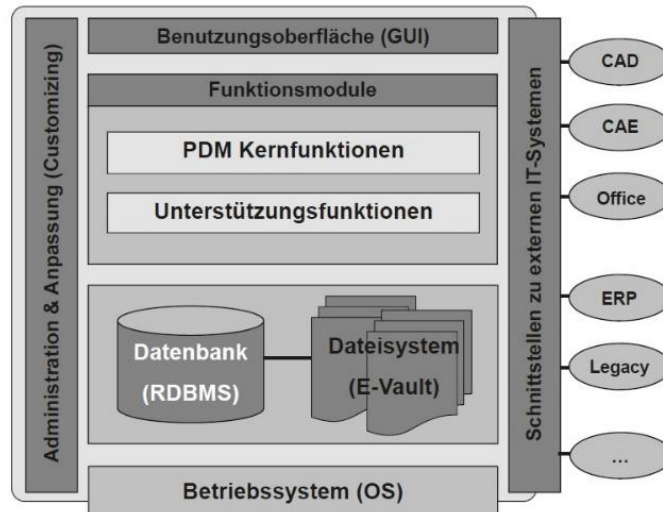 Administration & Anpassung (Customizing)
Benutzungsoberfläche (GUI)
Funktionsmodule
PDM Kernfunktionen
Unterstützungsfunktionen
Datenbank
(RDBMS)
Dateisystem
(E-Vault)
Betriebssystem (OS)
Schnittstellen zu externen IT-Systemen
CAD
CAE
Office
ERP
Legacy
...